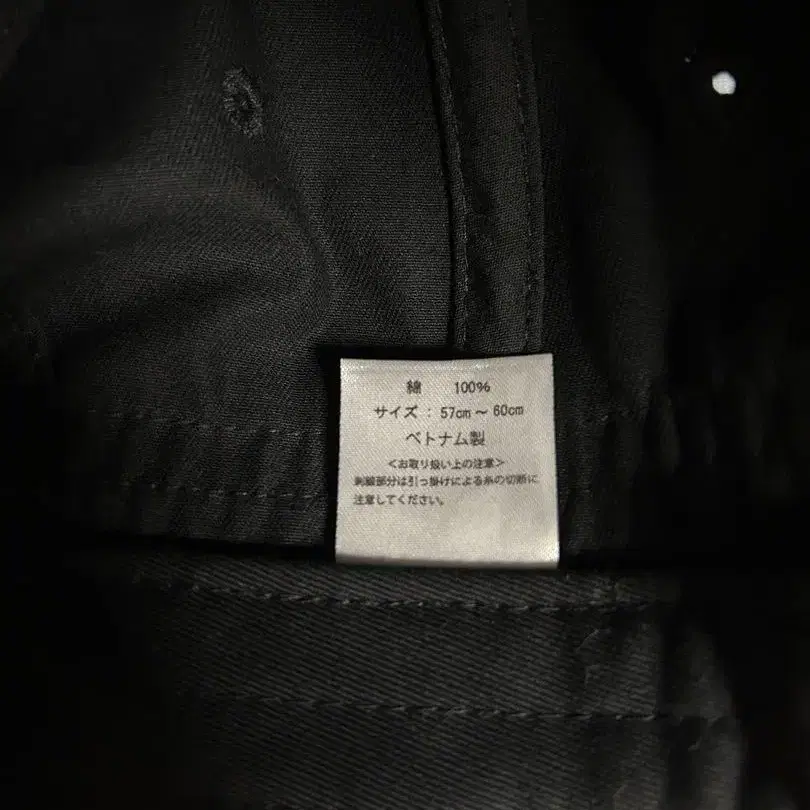 綿 100%
サイズ : 57cm ～ 60cm
ベトナム製
＜お取り扱い上の注意＞
刺繍部分は引っ掛けによる糸の切断に
注意してください。